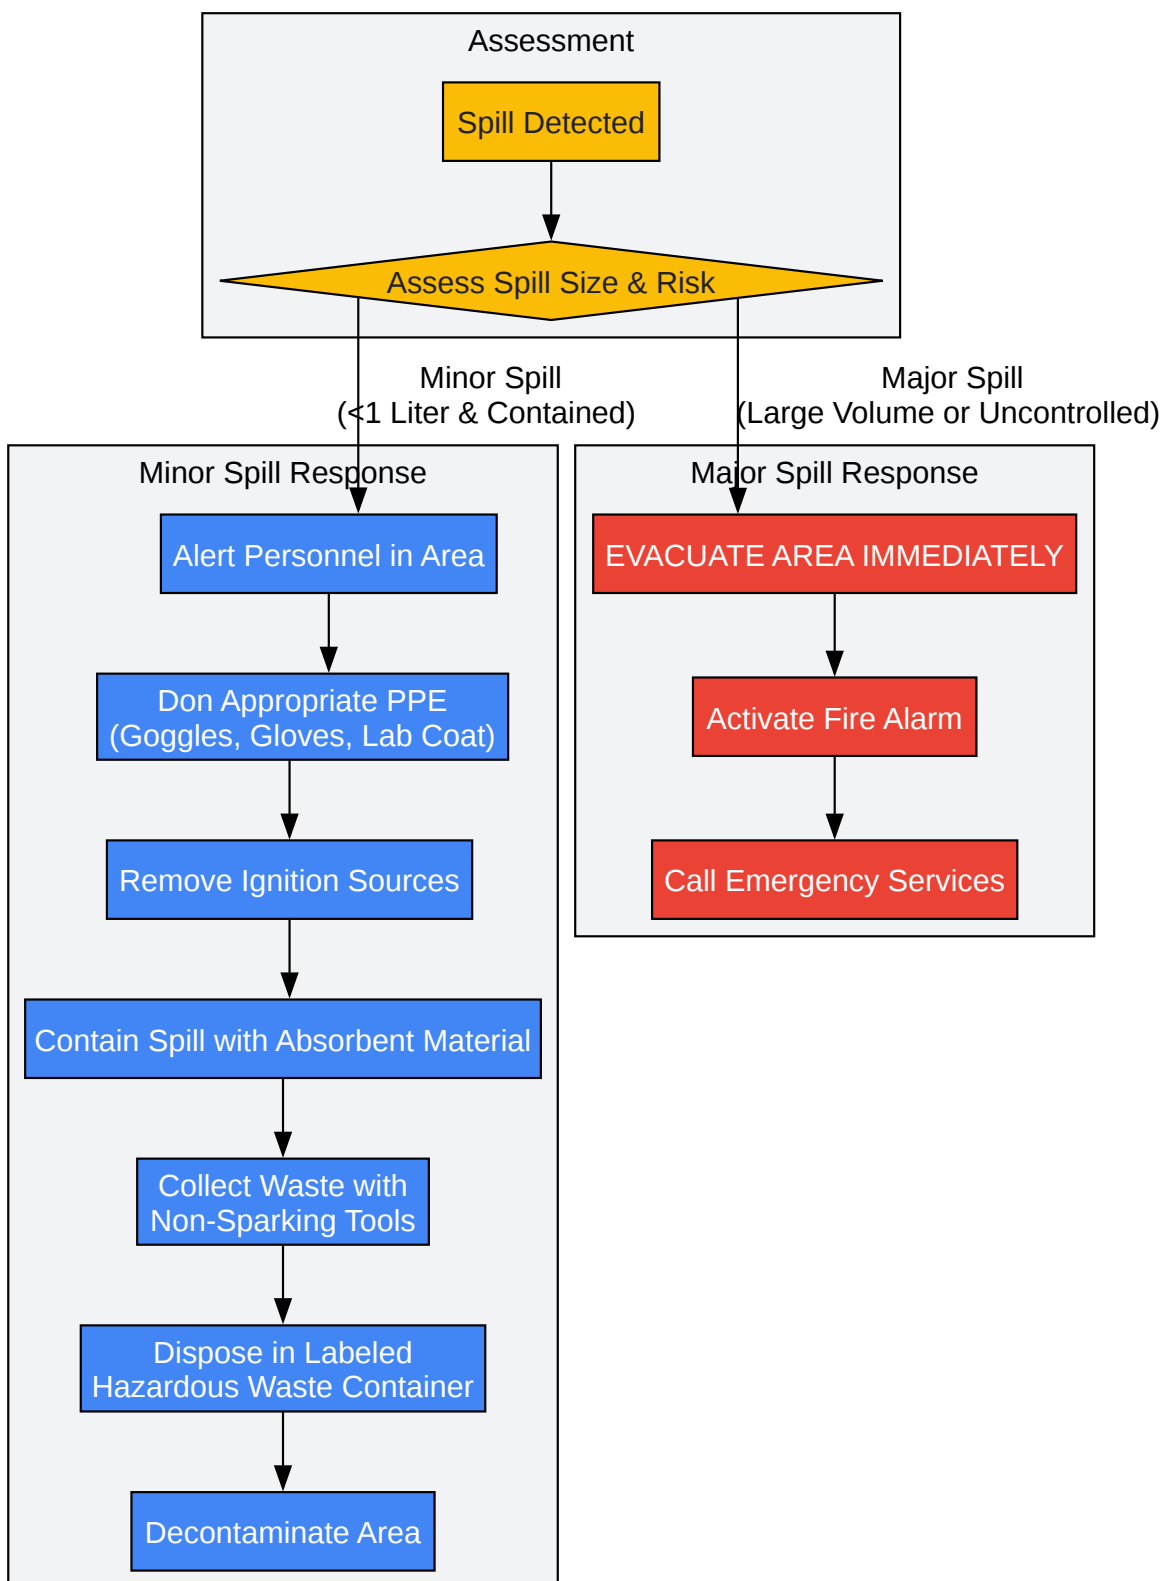 Assessment
Spill Detected
Assess Spill Size & Risk
Minor Spill
(<1 Liter & Contained)
Major Spill
(Large Volume or Uncontrolled)
Minor Spill Response
Alert Personnel in Area
Don Appropriate PPE
(Goggles, Gloves, Lab Coat)
Remove Ignition Sources
Contain Spill with Absorbent Material
Collect Waste with
Non-Sparking Tools
Dispose in Labeled
Hazardous Waste Container
Decontaminate Area
Major Spill Response
EVACUATE AREA IMMEDIATELY
Activate Fire Alarm
Call Emergency Services